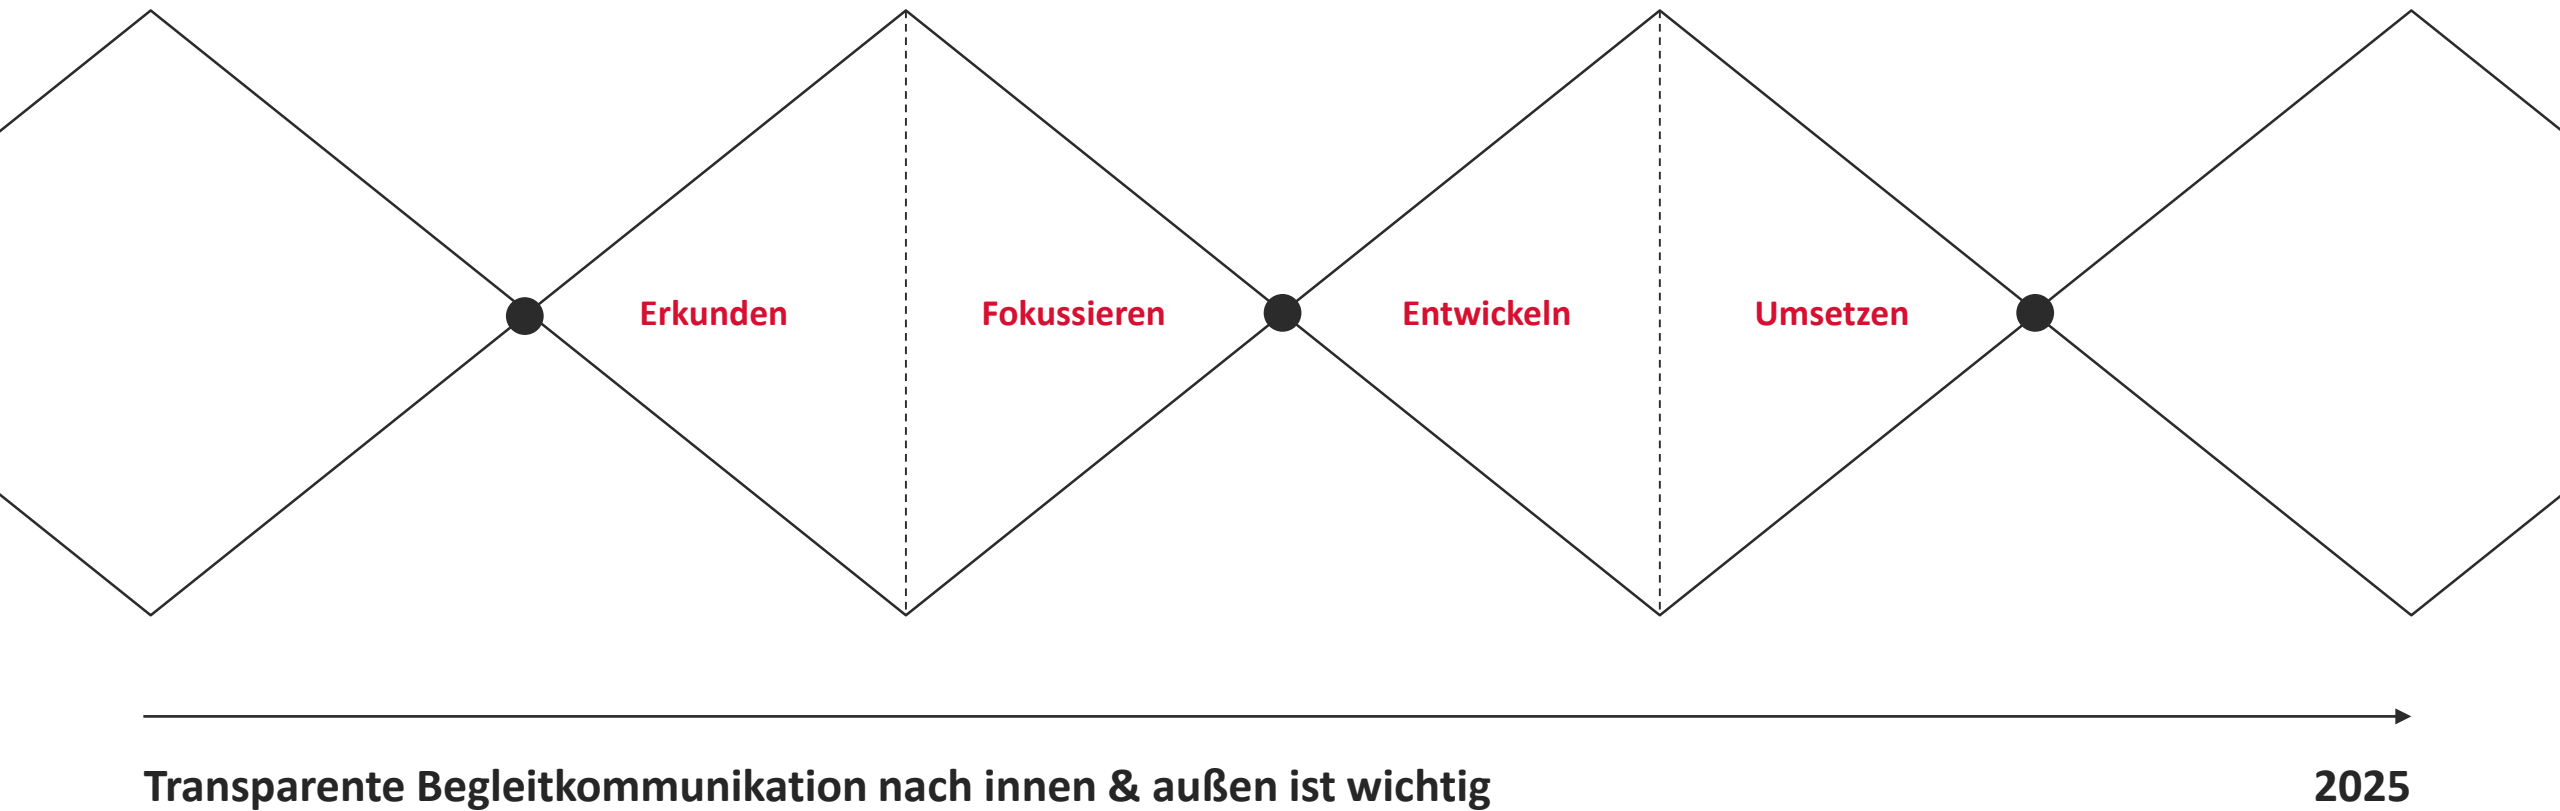 Erkunden
Fokussieren
Entwickeln
Umsetzen
Transparente Begleitkommunikation nach innen & außen ist wichtig
2025